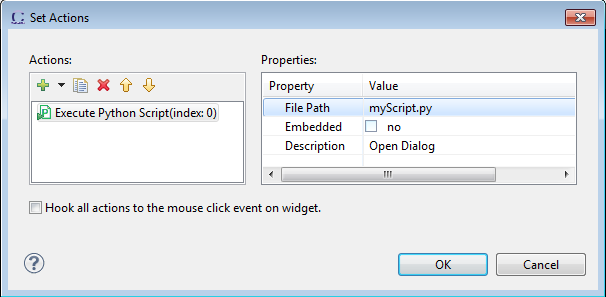 Set Actions
Actions:
Properties:
Property Value
Execute Python Script(index: 0)
File Path myScript.py
Embedded no
Description Open Dialog
Hook all actions to the mouse click event on widget.
OK Cancel